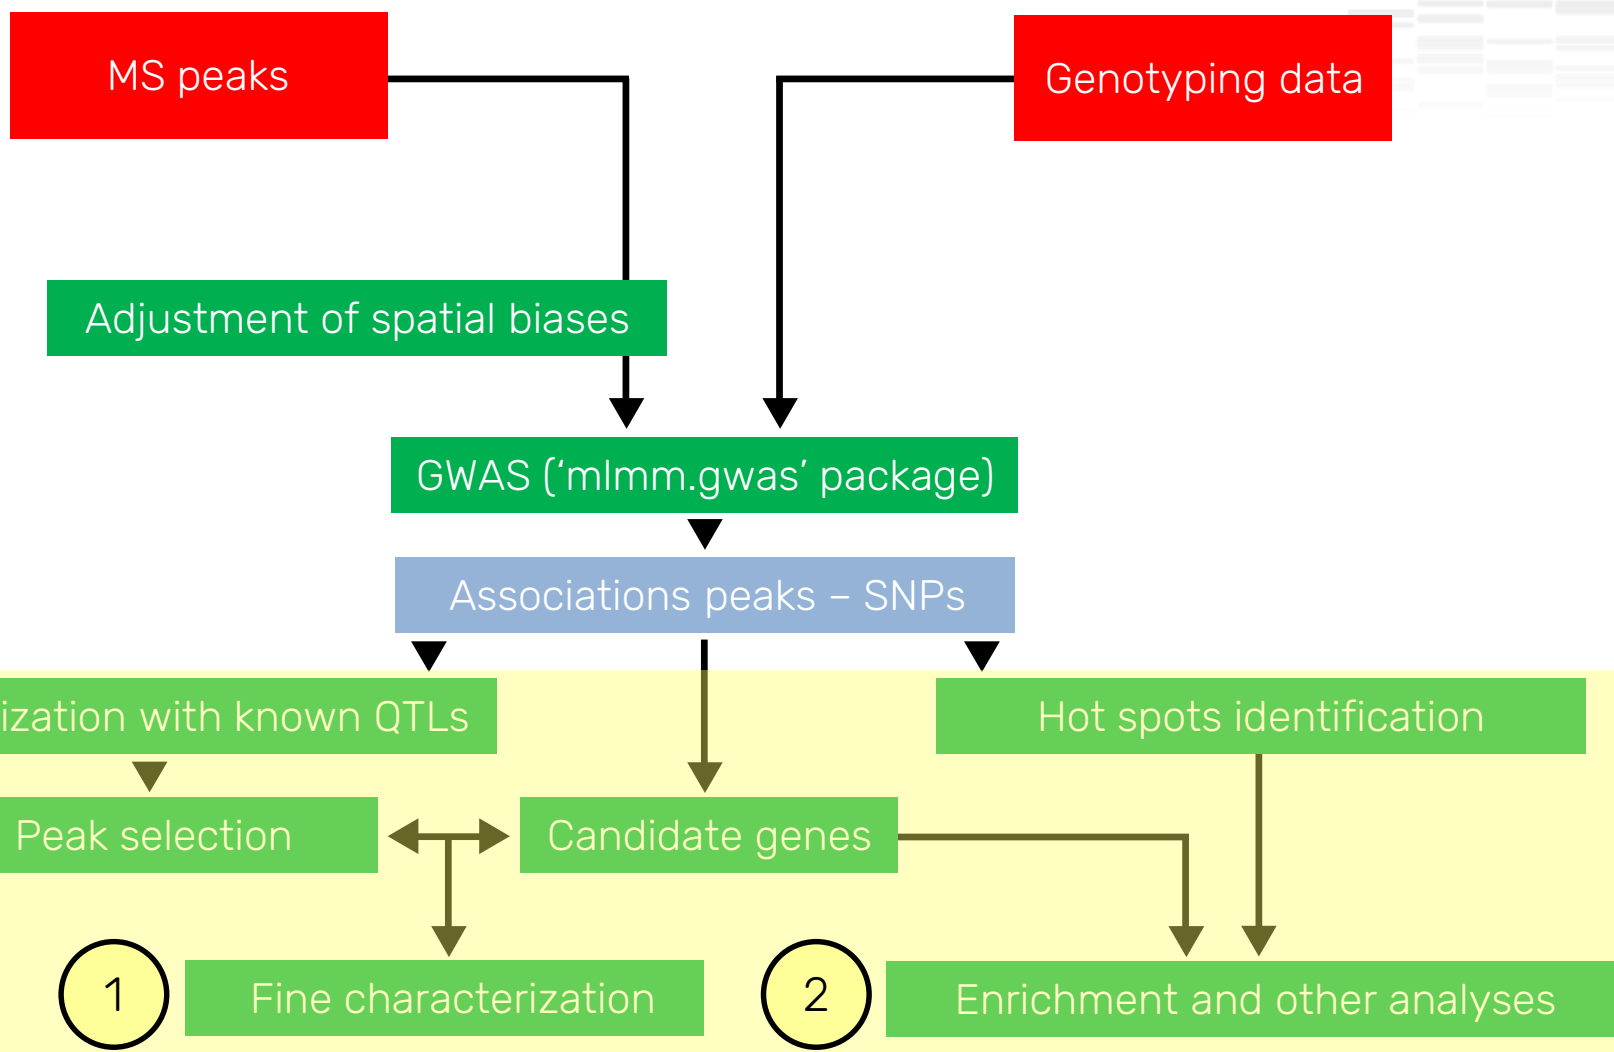 MS peaks
Genotyping data
Adjustment of spatial biases
GWAS (‘mlmm.gwas’ package)
Associations peaks – SNPs
ization with known QTLs
Hot spots identification
Peak selection
Candidate genes
1
Fine characterization
2
Enrichment and other analyses